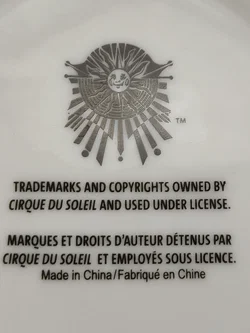 TM
TRADEMARKS AND COPYRIGHTS OWNED BY
CIRQUE DU SOLEIL AND USED UNDER LICENSE.
MARQUES ET DROITS D'AUTEUR DÉTENUS PAR
CIRQUE DU SOLEIL ET EMPLOYÉS SOUS LICENCE.
Made in China/Fabriqué en Chine